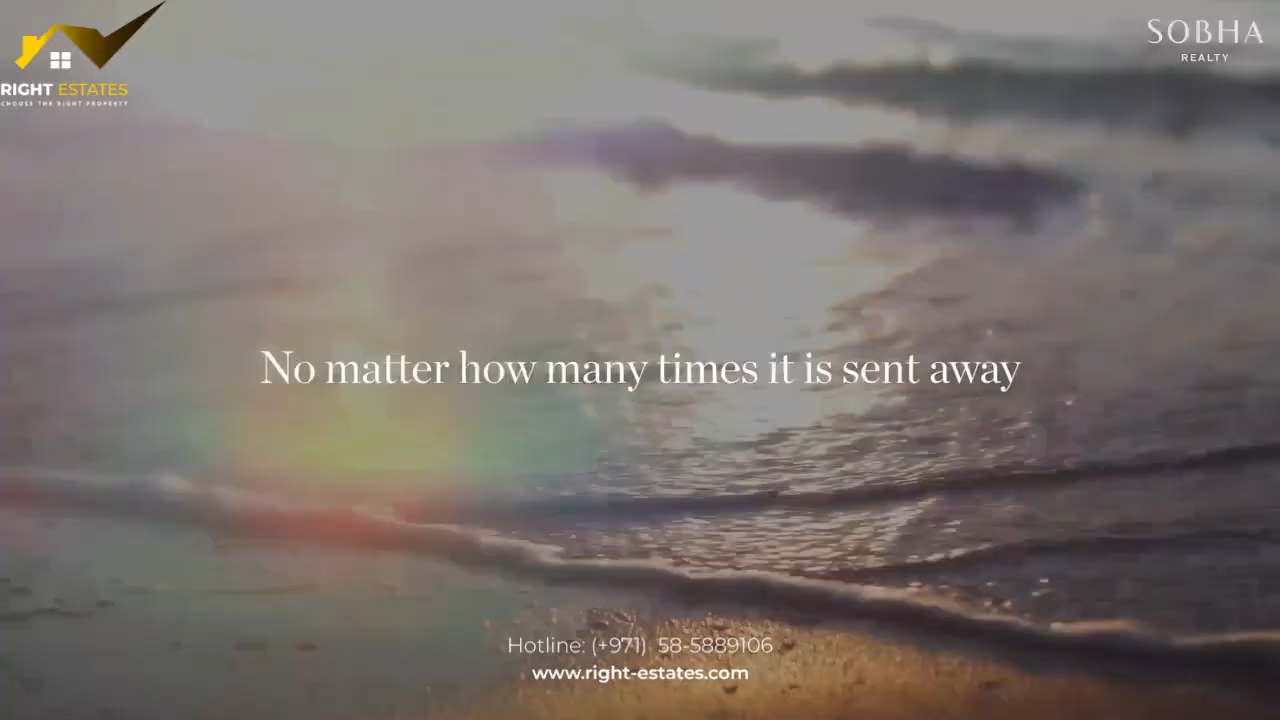 RIGHT ESTATES
CHOOSE THE RIGHT PROPERTY
SOBHA
REALTY
No matter how many times it is sent away
Hotline: (+971) 58-5889106
www.right-estates.com